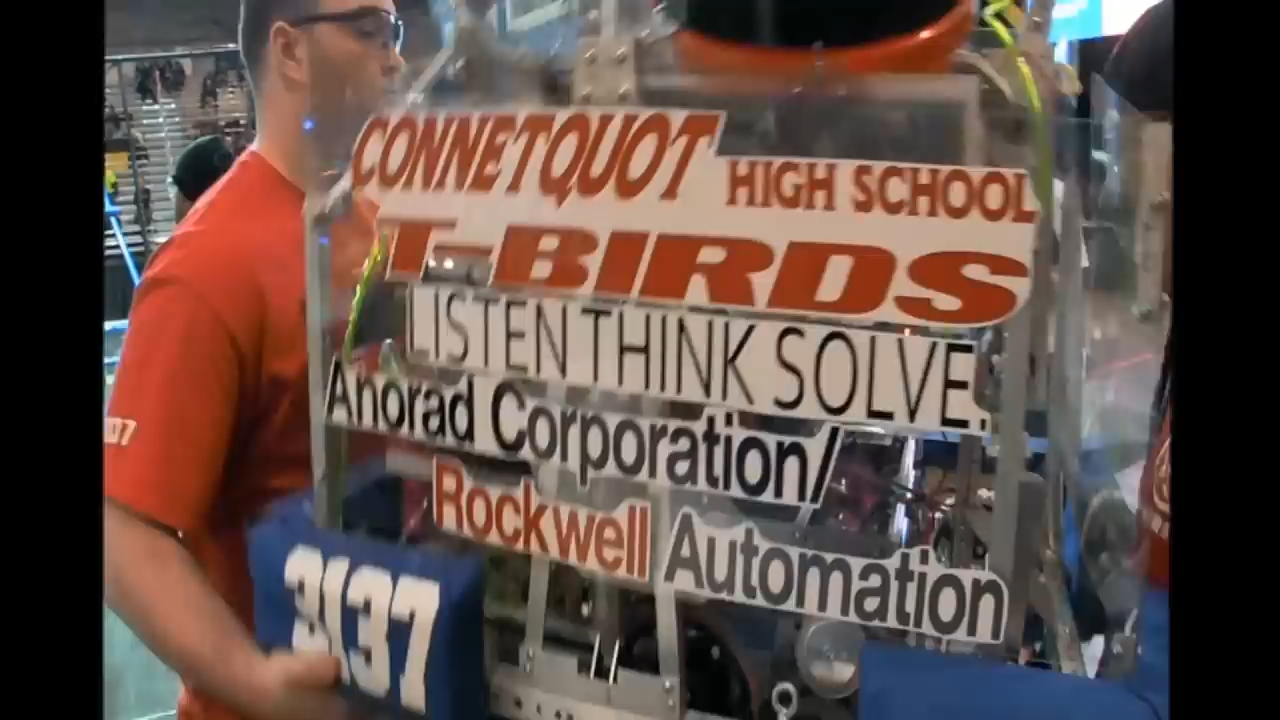 CONNETQUOT HIGH SCHOOL
T-BIRDS
LISTEN THINK SOLVE.
Anorad Corporation/
Rockwell Automation
3137